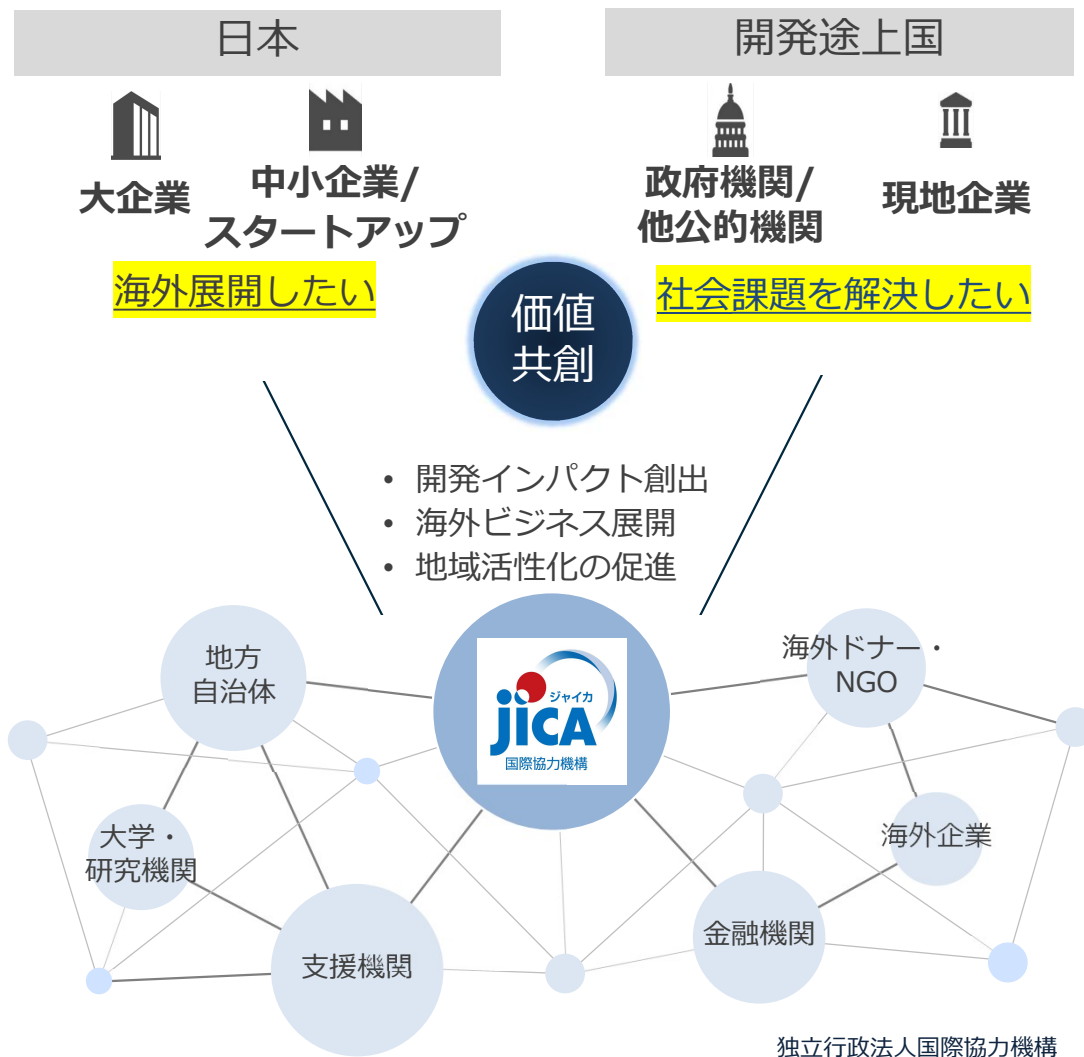 日本
開発途上国
大企業
中小企業/
スタートアップ
政府機関/
他公的機関
現地企業
海外展開したい
社会課題を解決したい
価値
共創
• 開発インパクト創出
• 海外ビジネス展開
• 地域活性化の促進
地方
自治体
ジャイカ
jICA
国際協力機構
海外ドナー・
NGO
大学・
研究機関
海外企業
支援機関
金融機関
独立行政法人国際協力機構